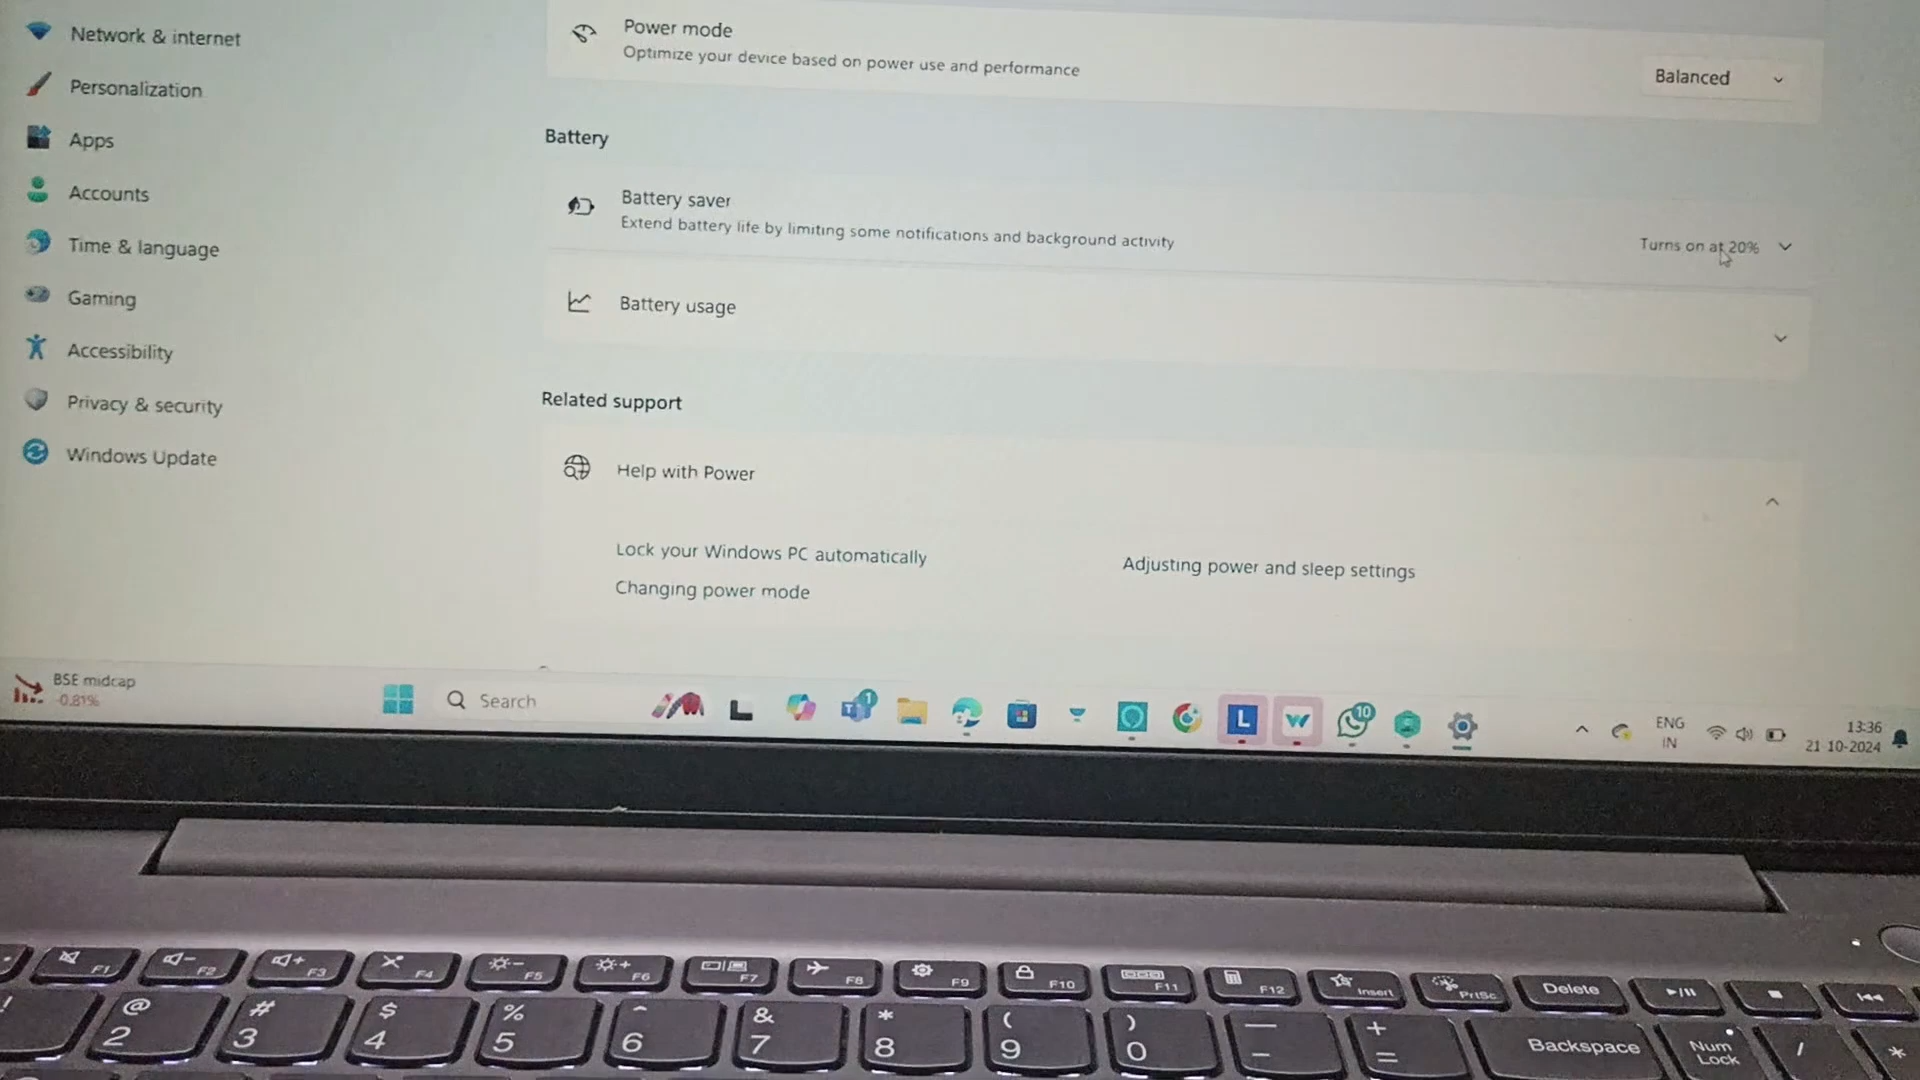 Network & internet
Personalization
Apps
Accounts
Time & language
Gaming
Accessibility
Privacy & security
Windows Update
Power mode
Optimize your device based on power use and performance
Balanced
Battery
Battery saver
Extend battery life by limiting some notifications and background activity
Turns on at 20%
Battery usage
Related support
Help with Power
Lock your Windows PC automatically
Adjusting power and sleep settings
Changing power mode
BSE midcap
-0.81%
Search
1
L
W
10
ENG
IN
13:36
21-10-2024
F1
F2
F3
F4
F5
F6
F7
F8
F9
F10
F11
F12
Insert
PrtSc
Delete
!
@
2
#
3
$
4
%
5
^
6
&
7
*
8
(
9
)
0
_
-
+
=
Backspace
Num
Lock
/
*